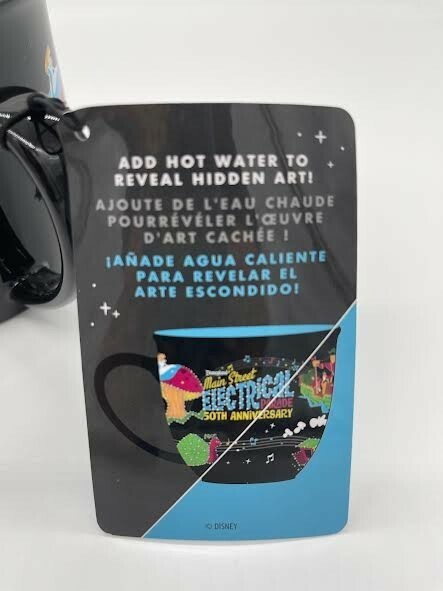 ADD HOT WATER TO
REVEAL HIDDEN ART!
AJOUTE DE L'EAU CHAUDE
POURRÉVÉLER L'ŒUVRE
D'ART CACHÉE !
¡AÑADE AGUA CALIENTE
PARA REVELAR EL
ARTE ESCONDIDO!
Disneyland
Main Street
ELECTRICAL
PARADE
50TH ANNIVERSARY
© DISNEY